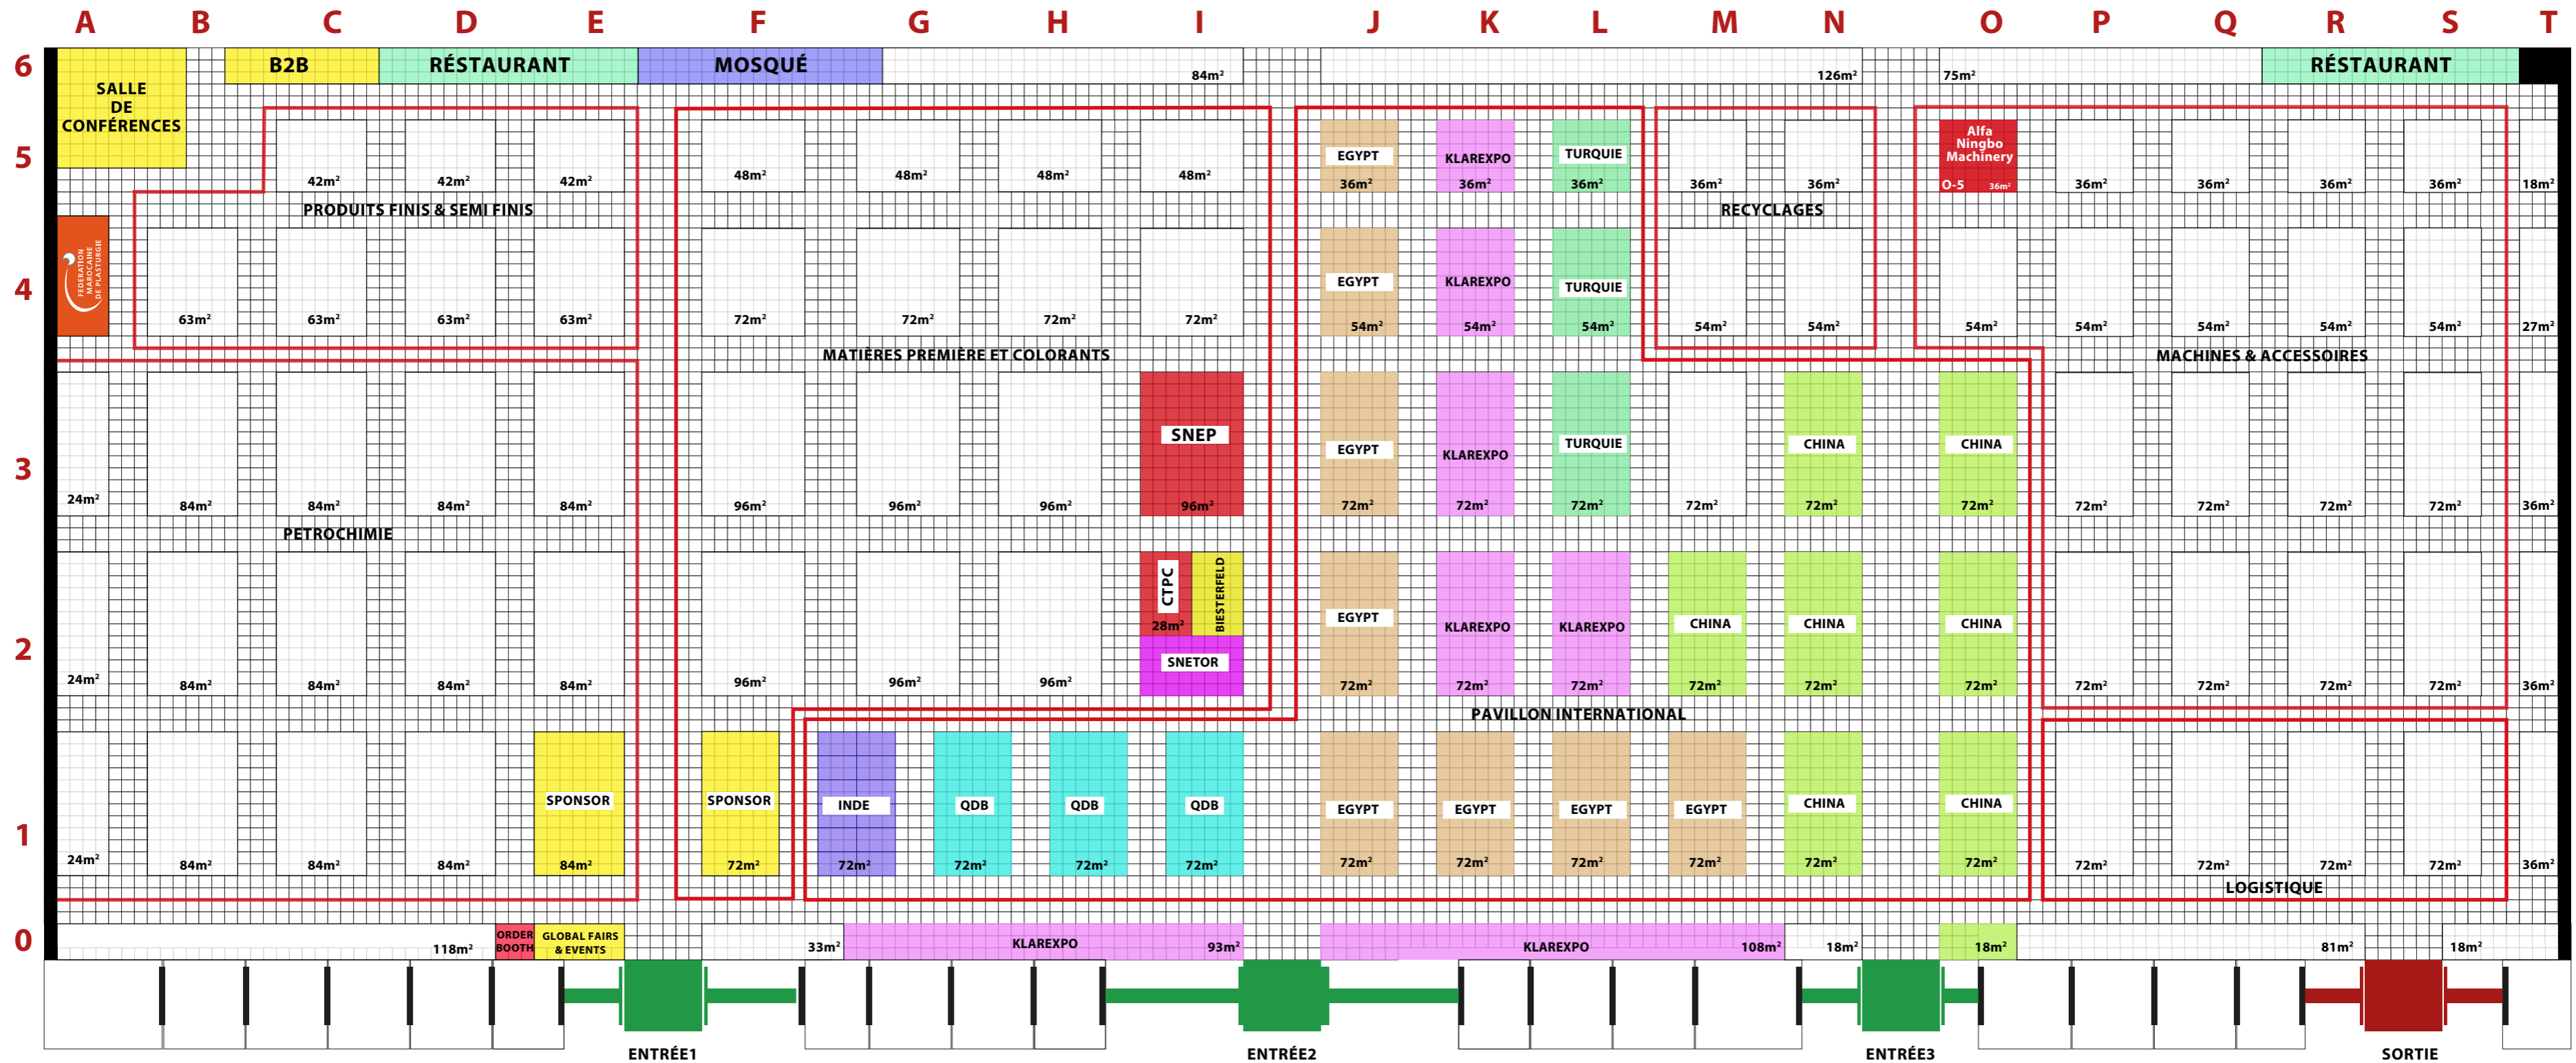 A B C D E F G H I J K L M N O P Q R S T
6
SALLE
DE
CONFÉRENCES
B2B
RÉSTAURANT
MOSQUÉ
84m²
126m²
75m²
RÉSTAURANT
5
42m² 42m² 42m² 48m² 48m² 48m² 48m²
EGYPT
36m²
KLAREXPO
36m²
TURQUIE
36m²
36m² 36m²
Alfa
Ningbo
Machinery
O-5 36m²
36m² 36m² 36m² 36m² 18m²
PRODUITS FINIS & SEMI FINIS
RECYCLAGES
4
FEDERATION
MAROCAINE
DE PLASTURGIE
63m² 63m² 63m² 63m² 72m² 72m² 72m² 72m²
EGYPT
54m²
KLAREXPO
54m²
TURQUIE
54m²
54m² 54m² 54m² 54m² 54m² 54m² 54m² 27m²
MATIÈRES PREMIÈRE ET COLORANTS
MACHINES & ACCESSOIRES
3
24m² 84m² 84m² 84m² 84m² 96m² 96m² 96m²
SNEP
96m²
EGYPT
72m²
KLAREXPO
72m²
TURQUIE
72m²
72m²
CHINA
72m²
CHINA
72m²
72m² 72m² 72m² 72m² 36m²
PETROCHIMIE
2
24m² 84m² 84m² 84m² 84m² 96m² 96m² 96m²
CTPC
28m²
BIESTERFELD
SNETOR
EGYPT
72m²
KLAREXPO
72m²
KLAREXPO
72m²
CHINA
72m²
CHINA
72m²
CHINA
72m²
72m² 72m² 72m² 72m² 36m²
PAVILLON INTERNATIONAL
1
24m² 84m² 84m² 84m²
SPONSOR
84m²
SPONSOR
72m²
INDE
72m²
QDB
72m²
QDB
72m²
QDB
72m²
EGYPT
72m²
EGYPT
72m²
EGYPT
72m²
EGYPT
72m²
CHINA
72m²
CHINA
72m²
72m² 72m² 72m² 72m² 36m²
LOGISTIQUE
0
118m²
ORDER
BOOTH
GLOBAL FAIRS
& EVENTS
33m²
KLAREXPO
93m²
KLAREXPO
108m²
18m²
18m²
81m²
18m²
ENTRÉE1
ENTRÉE2
ENTRÉE3
SORTIE